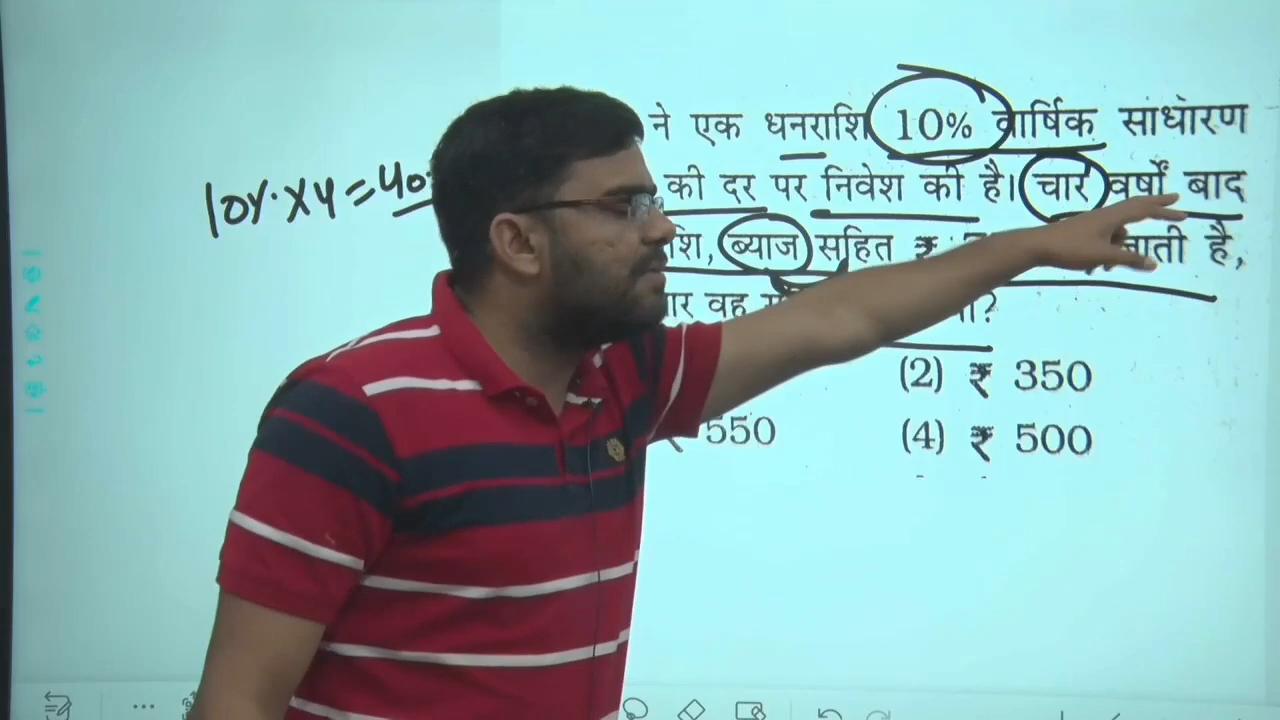 ने एक धनराशि 10% वार्षिक साधारण
10% × 4 = 40
की दर पर निवेश की है। चार वर्षों बाद
ब्याज सहित ₹ है,
वह
(2) ₹ 350
₹ 550 (4) ₹ 500